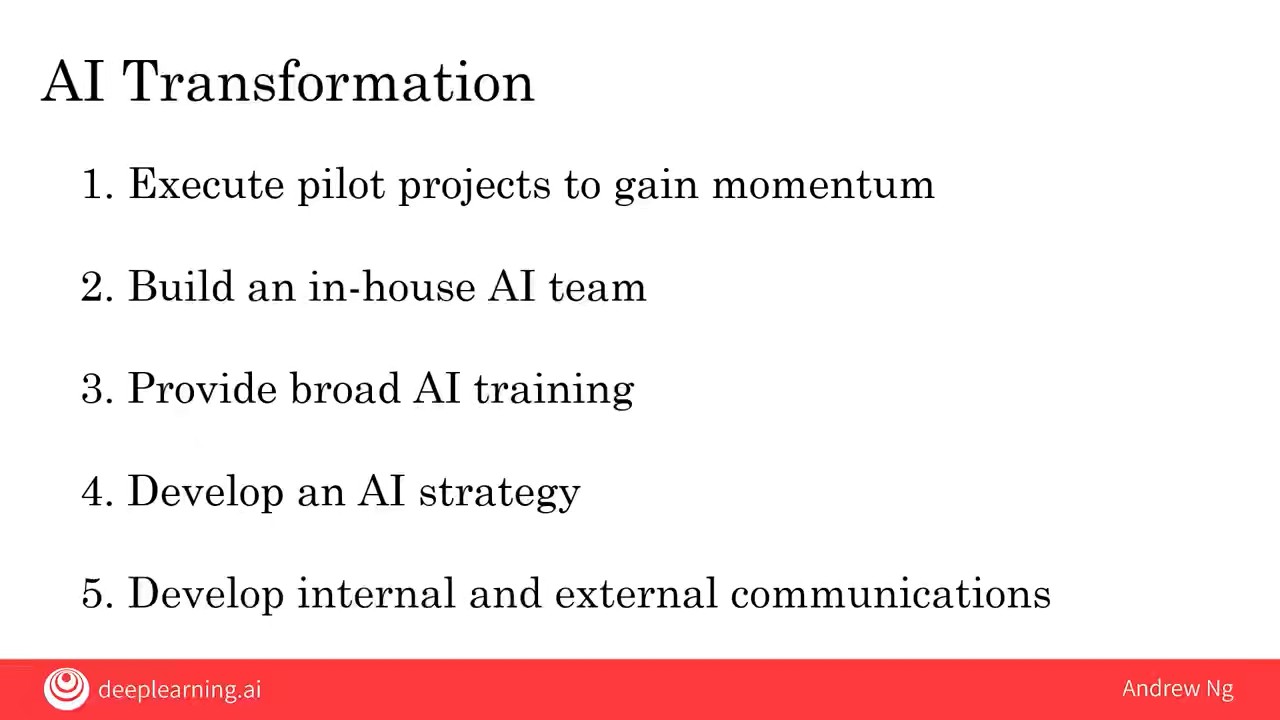 AI Transformation
1. Execute pilot projects to gain momentum
2. Build an in-house AI team
3. Provide broad AI training
4. Develop an AI strategy
5. Develop internal and external communications
deeplearning.ai
Andrew Ng